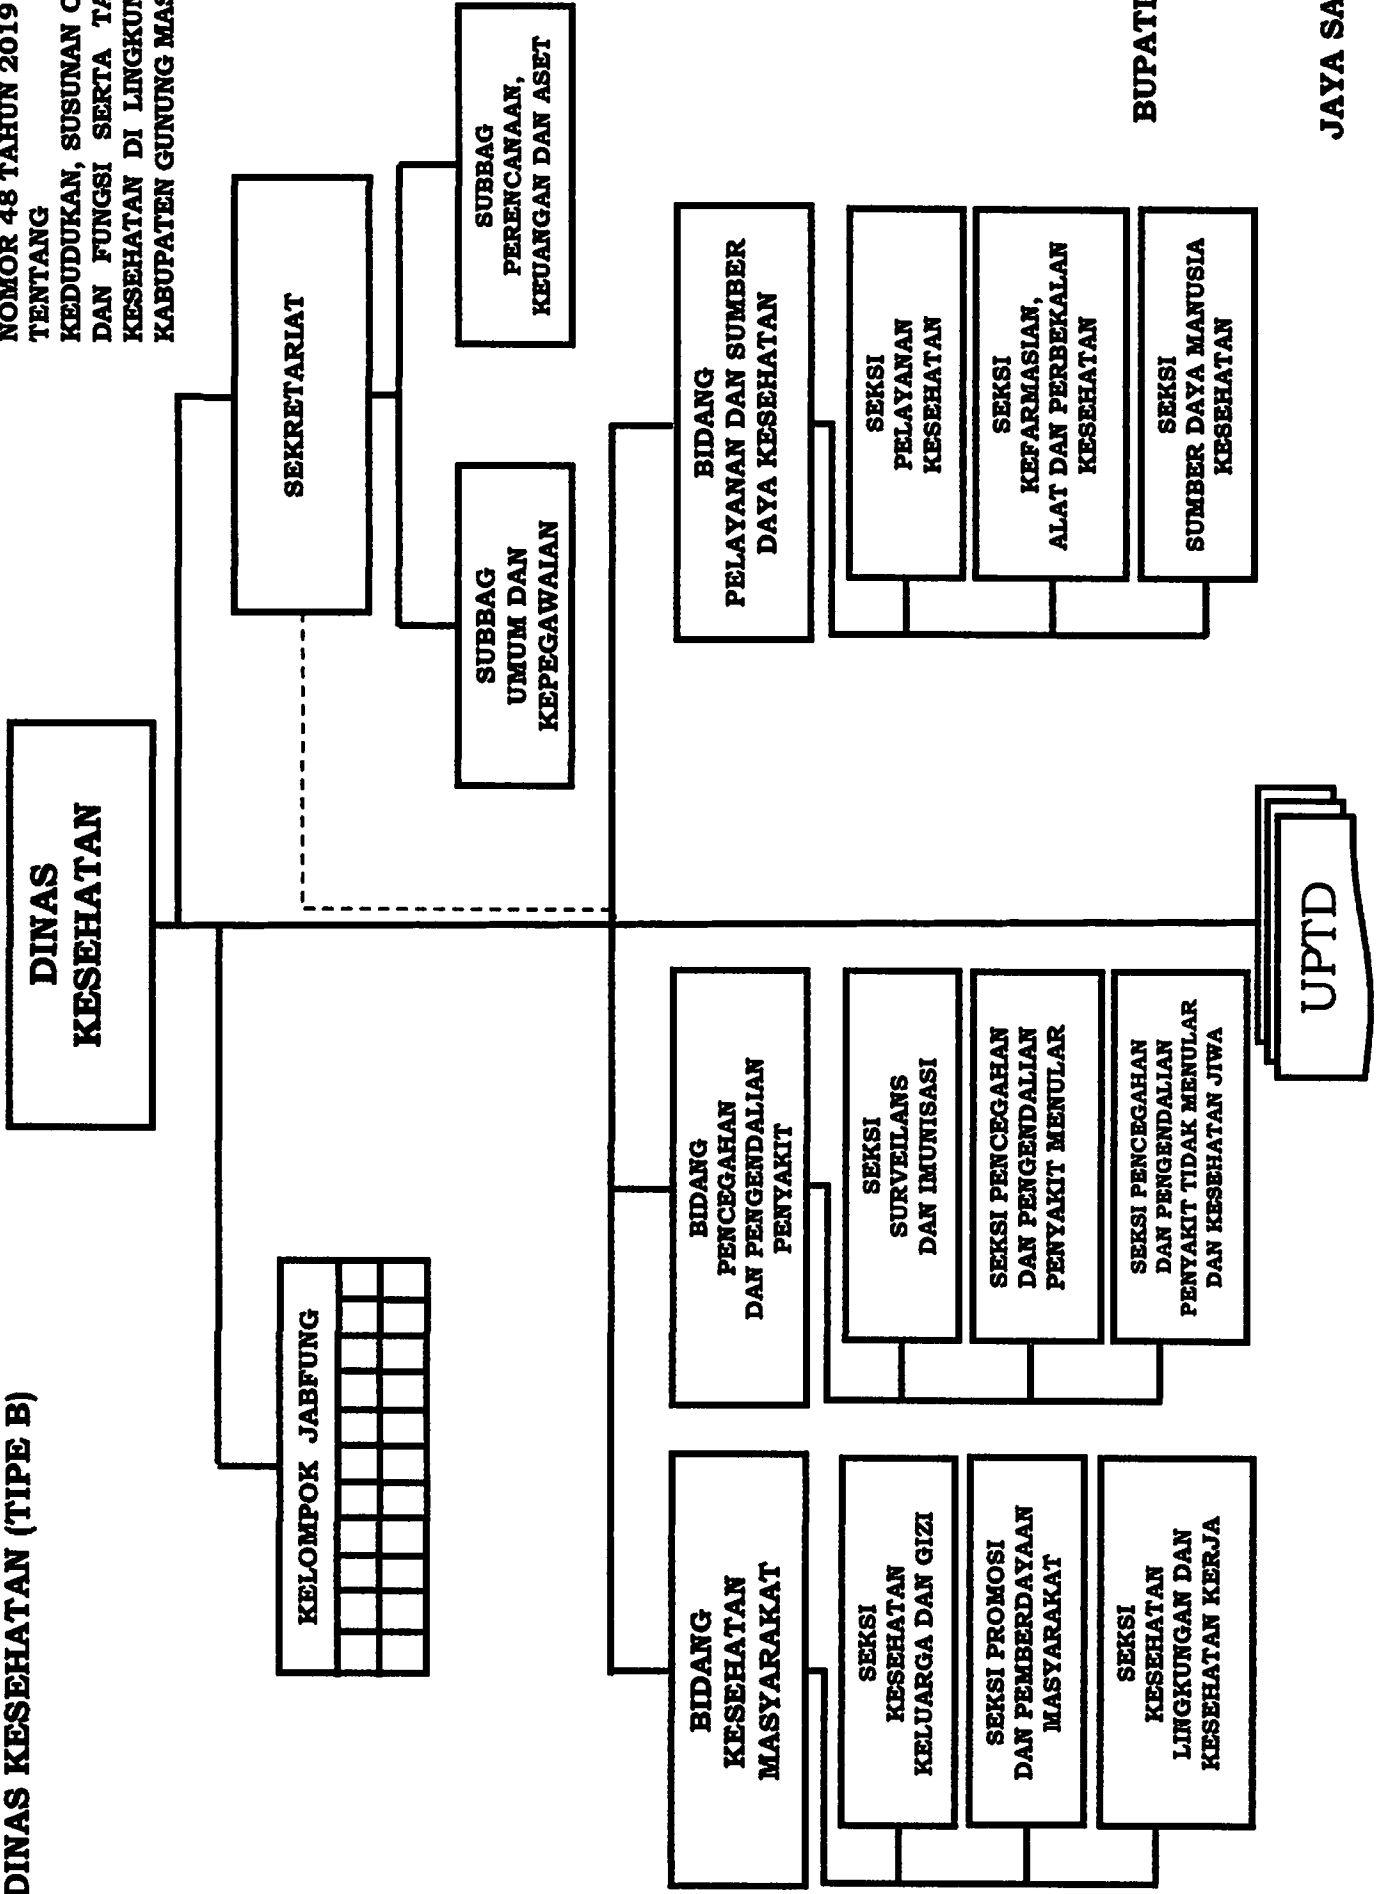 DINAS KESEHATAN (TIPE B)
NOMOR 48 TAHUN 2019
TENTANG
KEDUDUKAN, SUSUNAN
DAN FUNGSI SERTA
KESEHATAN DI
KABUPATEN GUNUNG
DINAS
KESEHATAN
KELOMPOK JABFUNG
SEKRETARIAT
SUBBAG
UMUM DAN
KEPEGAWAIAN
SUBBAG
PERENCANAAN,
KEUANGAN DAN ASET
BIDANG
KESEHATAN
MASYARAKAT
SEKSI
KESEHATAN
KELUARGA DAN GIZI
SEKSI PROMOSI
DAN PEMBERDAYAAN
MASYARAKAT
SEKSI
KESEHATAN
LINGKUNGAN DAN
KESEHATAN KERJA
BIDANG
PENCEGAHAN
DAN PENGENDALIAN
PENYAKIT
SEKSI
SURVEILANS
DAN IMUNISASI
SEKSI PENCEGAHAN
DAN PENGENDALIAN
PENYAKIT MENULAR
SEKSI PENCEGAHAN
DAN PENGENDALIAN
PENYAKIT TIDAK MENULAR
DAN KESEHATAN JIWA
BIDANG
PELAYANAN DAN SUMBER
DAYA KESEHATAN
SEKSI
PELAYANAN
KESEHATAN
SEKSI
KEFARMASIAN,
ALAT DAN PERBEKALAN
KESEHATAN
SEKSI
SUMBER DAYA MANUSIA
KESEHATAN
UPTD
BUPATI
JAYA